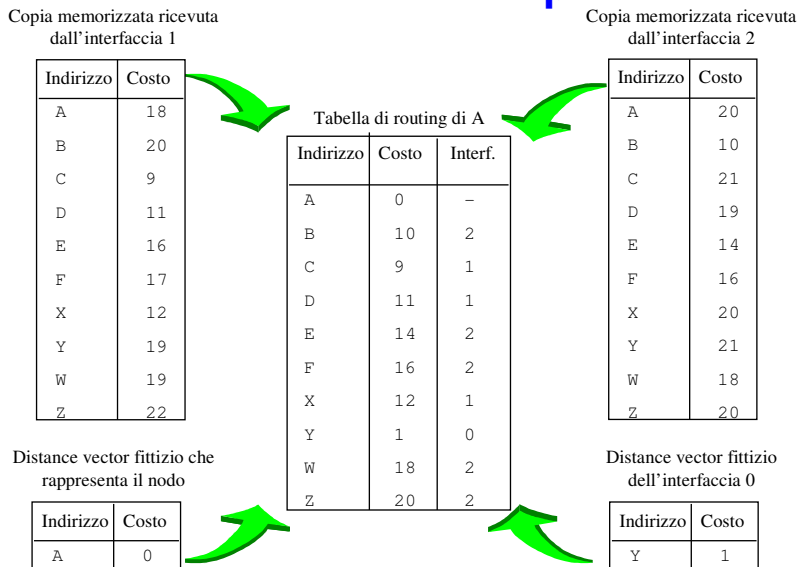 Copia memorizzata ricevuta
dall'interfaccia 1
Indirizzo Costo
A 18
B 20
C 9
D 11
E 16
F 17
X 12
Y 19
W 19
Z 22
Tabella di routing di A
Indirizzo Costo Interf.
A 0 –
B 10 2
C 9 1
D 11 1
E 14 2
F 16 2
X 12 1
Y 1 0
W 18 2
Z 20 2
Copia memorizzata ricevuta
dall'interfaccia 2
Indirizzo Costo
A 20
B 10
C 21
D 19
E 14
F 16
X 20
Y 21
W 18
Z 20
Distance vector fittizio che
rappresenta il nodo
Indirizzo Costo
A 0
Distance vector fittizio
dell'interfaccia 0
Indirizzo Costo
Y 1